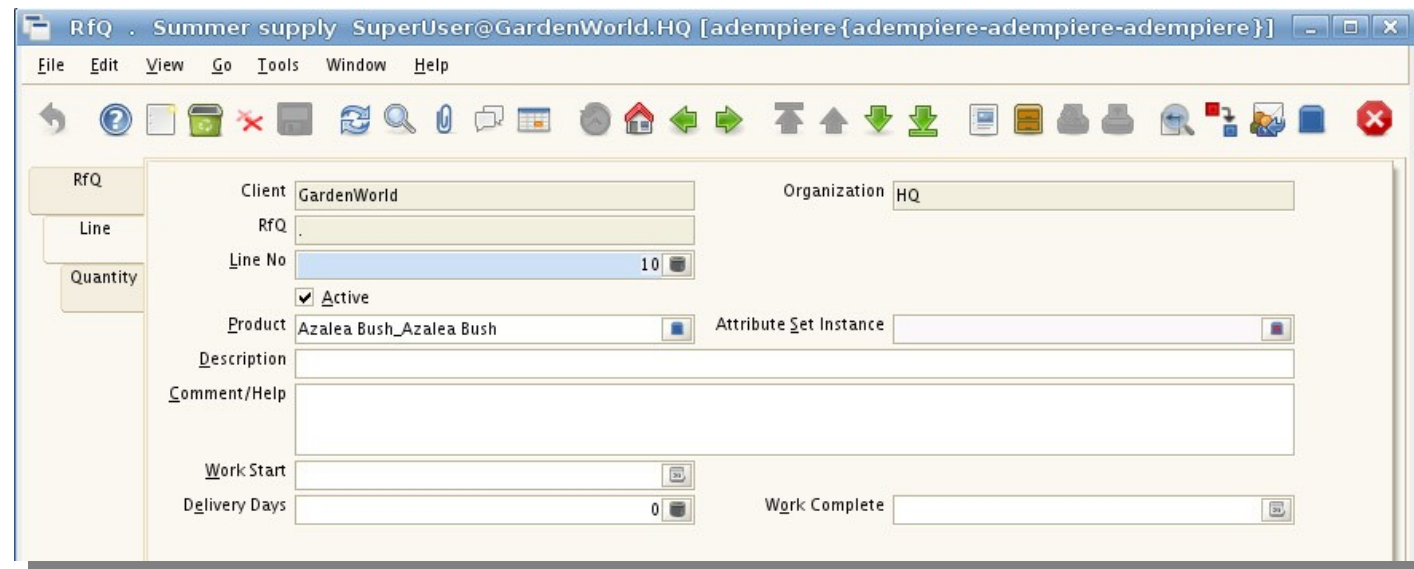 RfQ . Summer supply SuperUser@GardenWorld.HQ [adempiere{adempiere-adempiere-adempiere}]
File Edit View Go Tools Window Help
RfQ
Line
Quantity
Client GardenWorld Organization HQ
RfQ .
Line No 10
Active
Product Azalea Bush_Azalea Bush Attribute Set Instance
Description
Comment/Help
Work Start
Delivery Days 0 Work Complete